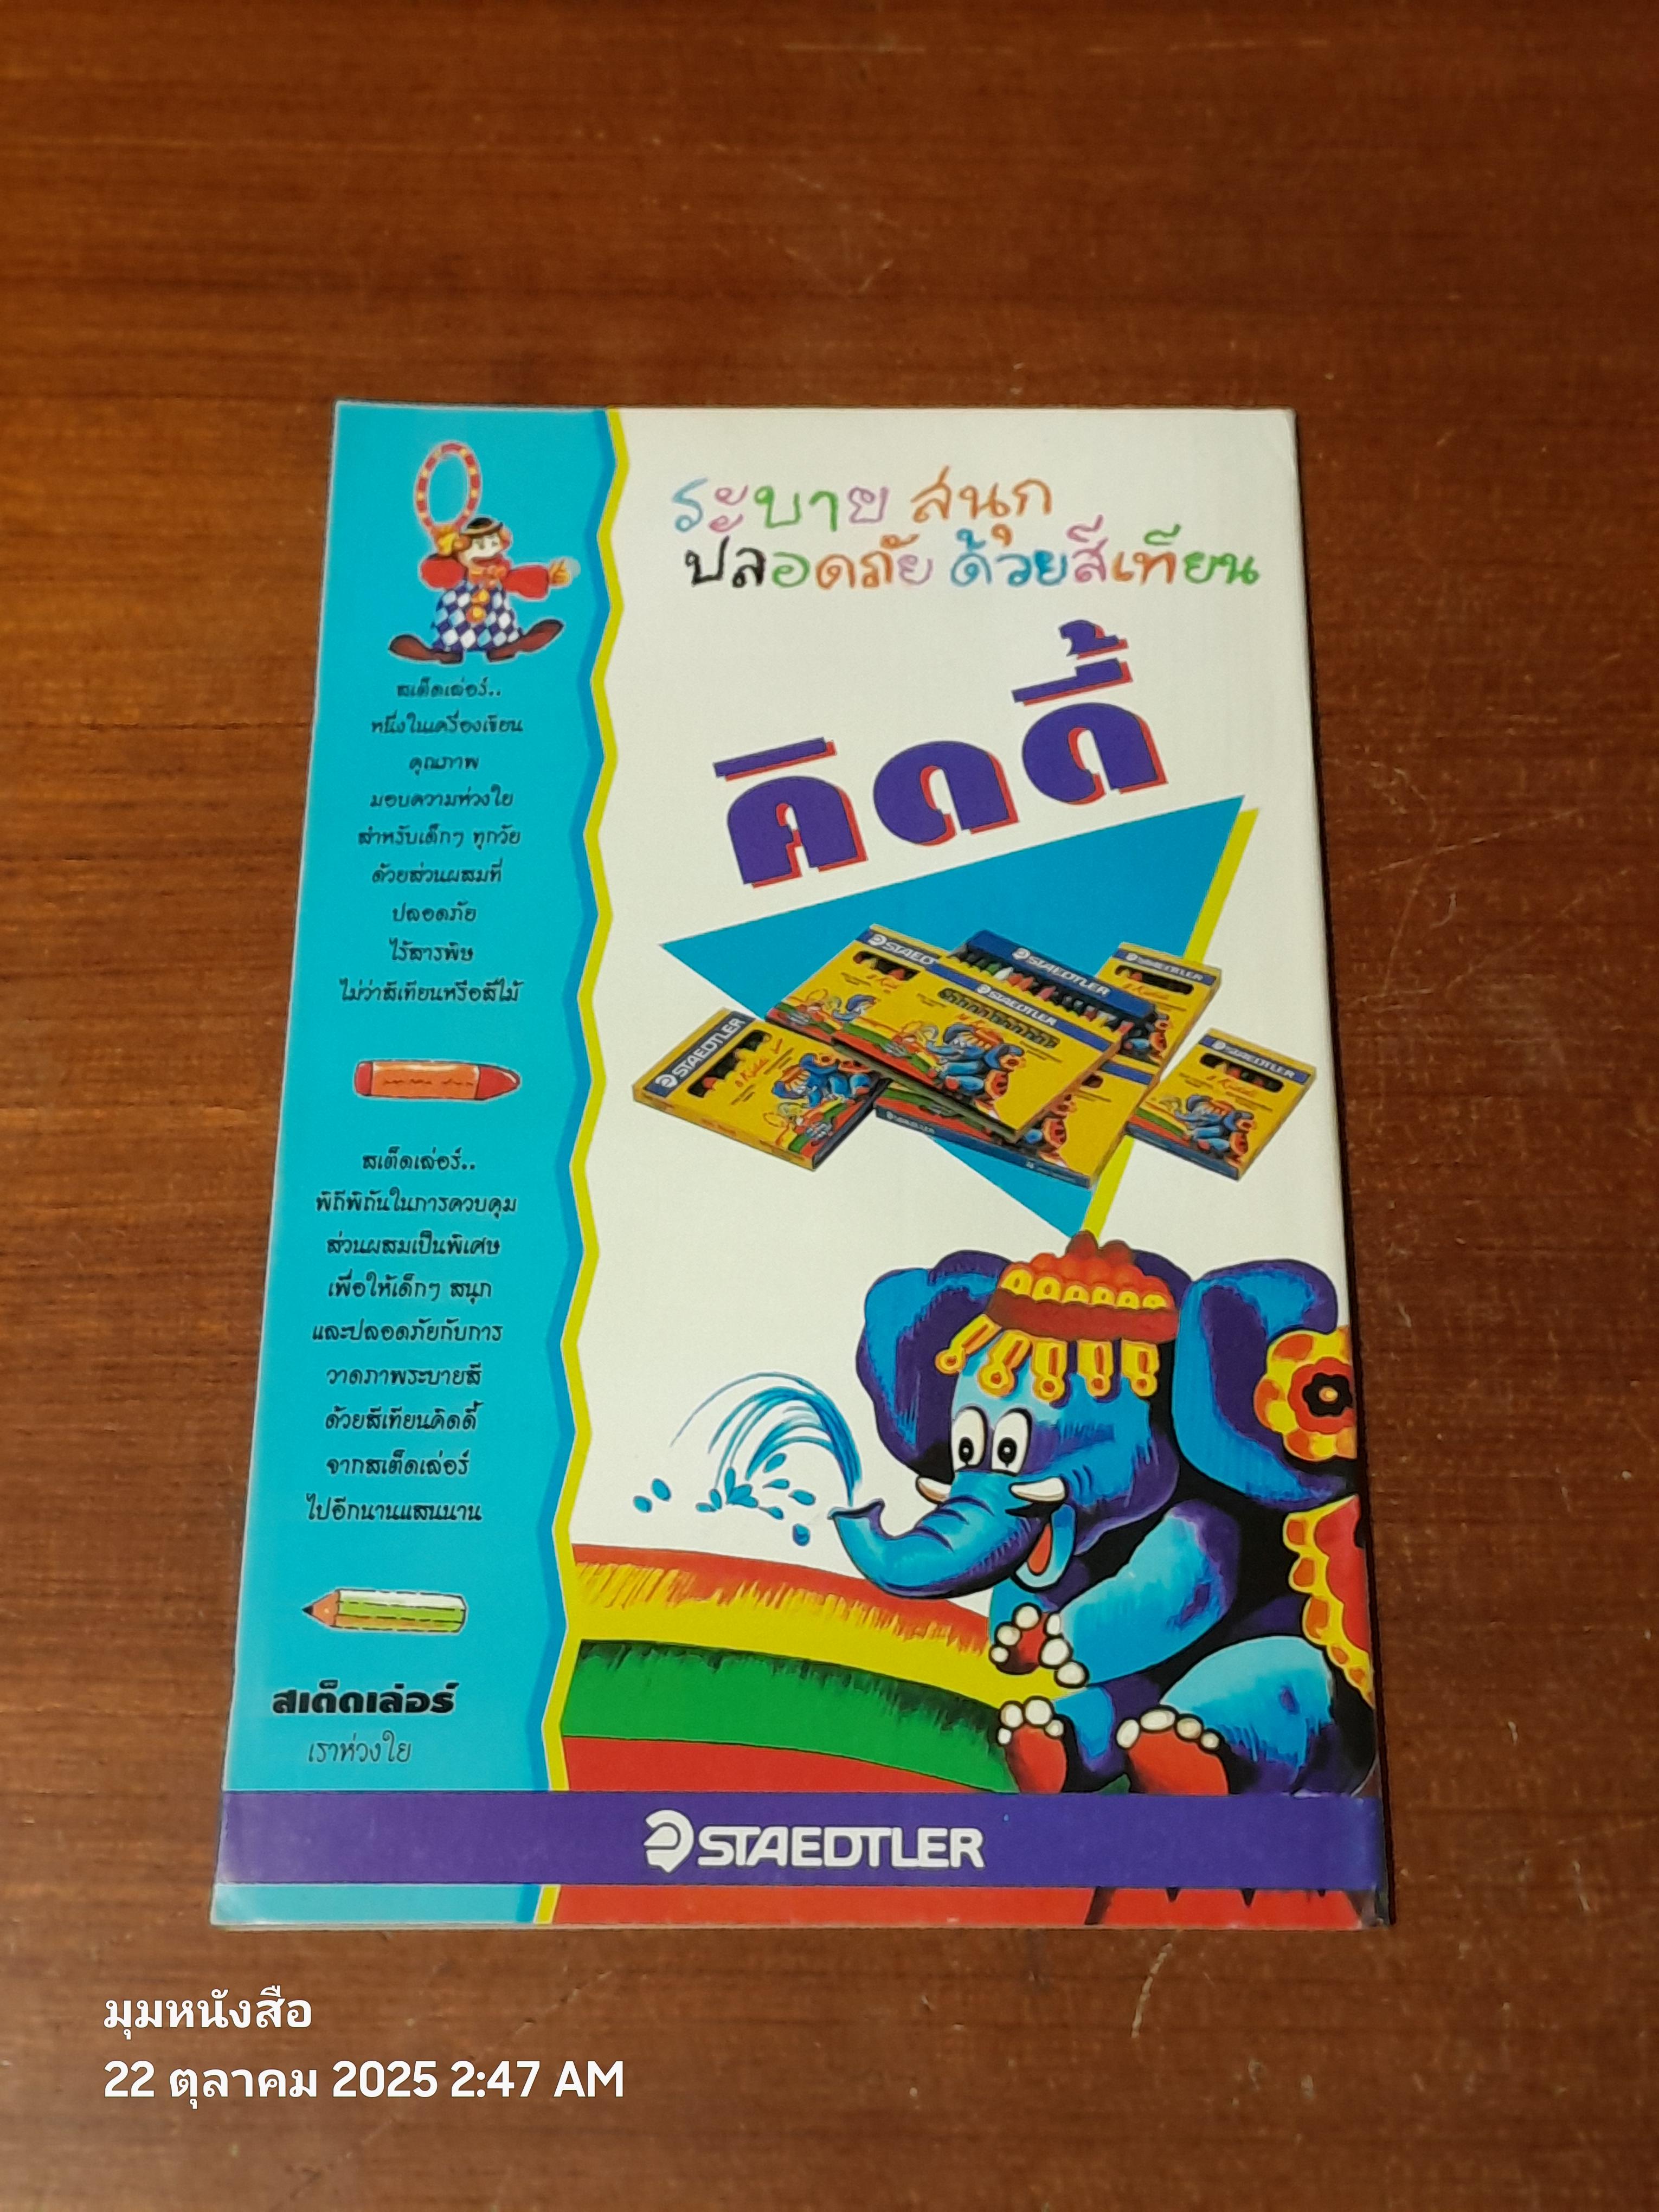 ระบาย สนุก
ปลอดภัย ด้วยสีเทียน
คิดดี้
สเต็ดเล่อร์..
หนึ่งในเครื่องเขียน
คุณภาพ
มอบความห่วงใย
สำหรับเด็กๆ ทุกวัย
ด้วยส่วนผสมที่
ปลอดภัย
ไร้สารพิษ
ไม่ว่าสีเทียนหรือสีไม้
สเต็ดเล่อร์..
พิถีพิถันในการควบคุม
ส่วนผสมเป็นพิเศษ
เพื่อให้เด็กๆ สนุก
และปลอดภัยกับการ
วาดภาพระบายสี
ด้วยสีเทียนคิดดี้
จากสเต็ดเล่อร์
ไปอีกนานแสนนาน
สเต็ดเล่อร์
เราห่วงใย
STAEDTLER
STAEDTLER
STAEDTLER
STAEDTLER
STAEDTLER
STAEDTLER
มุมหนังสือ
22 ตุลาคม 2025 2:47 AM